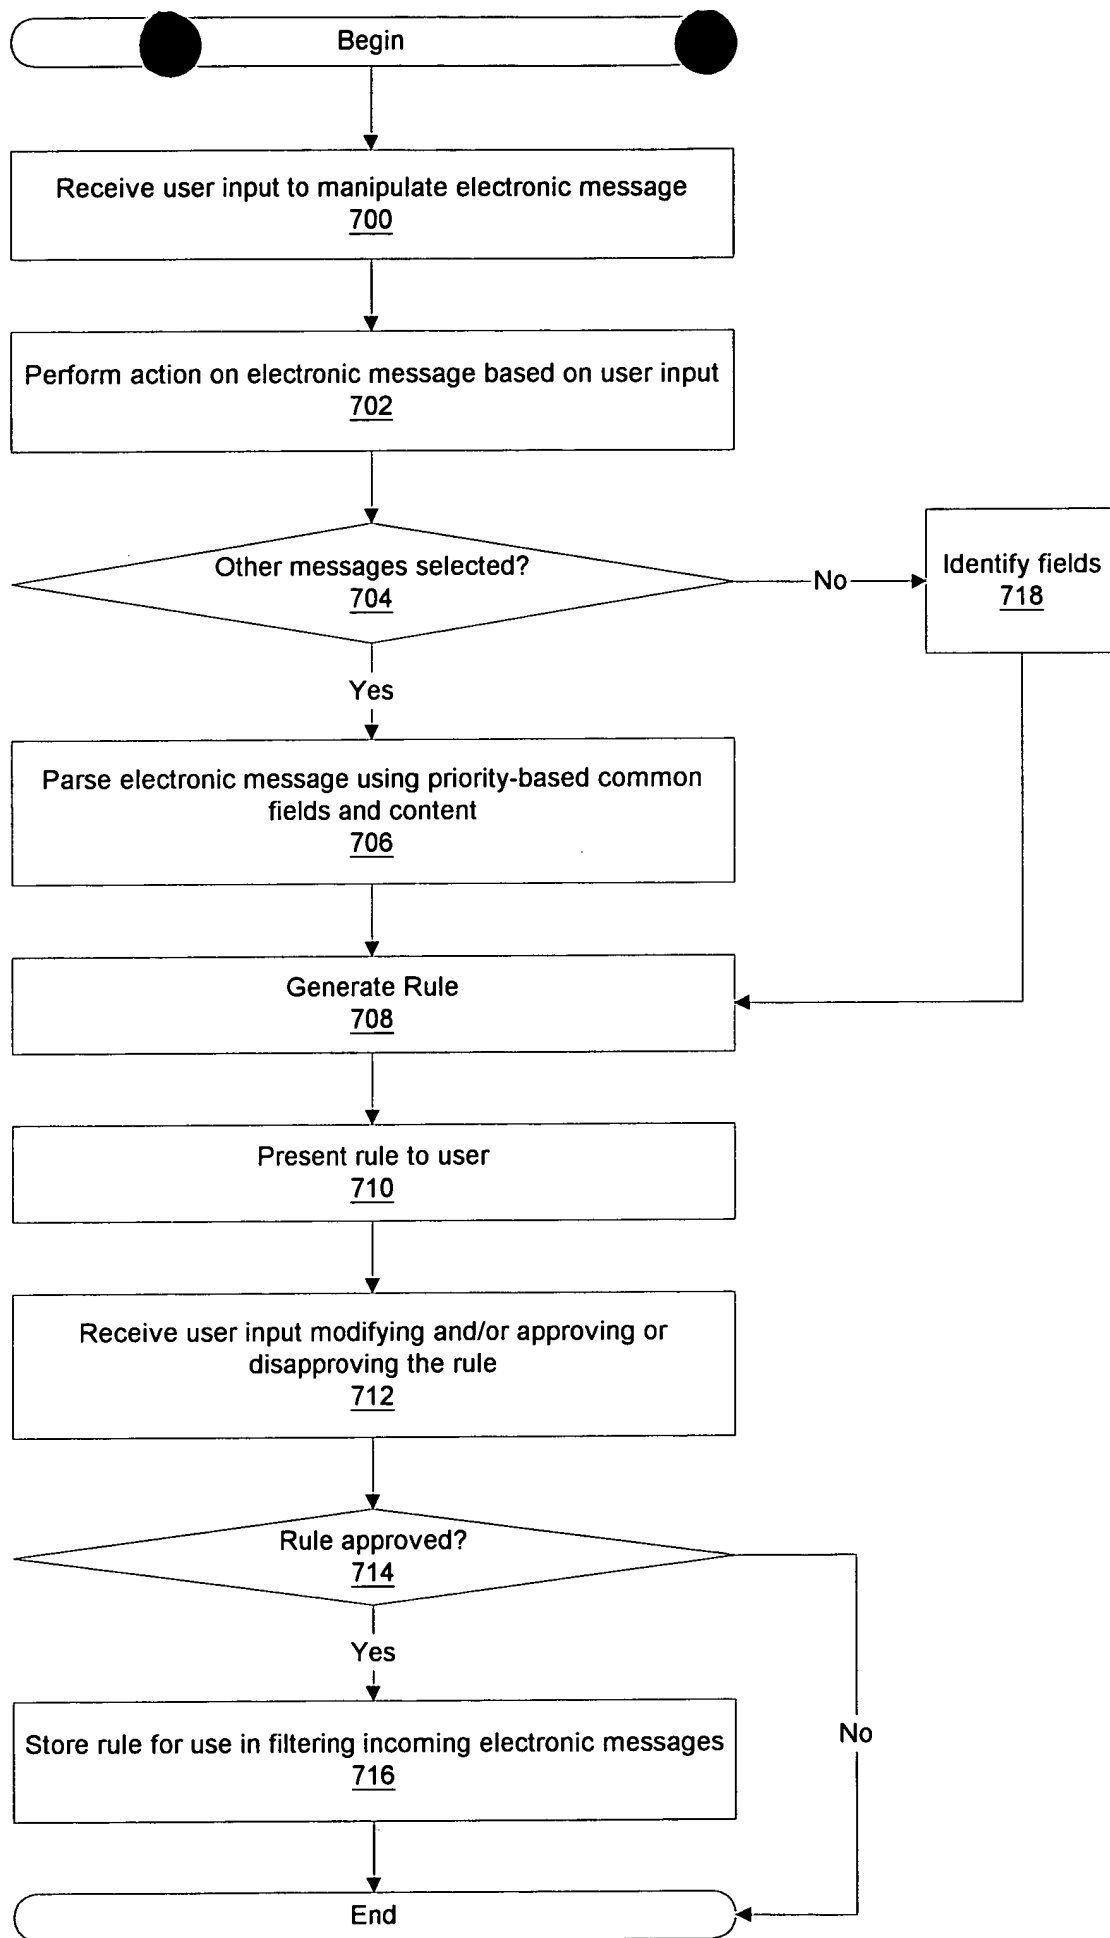 Begin
Receive user input to manipulate electronic message
700
Perform action on electronic message based on user input
702
Other messages selected?
704
No
Identify fields
718
Yes
Parse electronic message using priority-based common
fields and content
706
Generate Rule
708
Present rule to user
710
Receive user input modifying and/or approving or
disapproving the rule
712
Rule approved?
714
Yes
No
Store rule for use in filtering incoming electronic messages
716
End